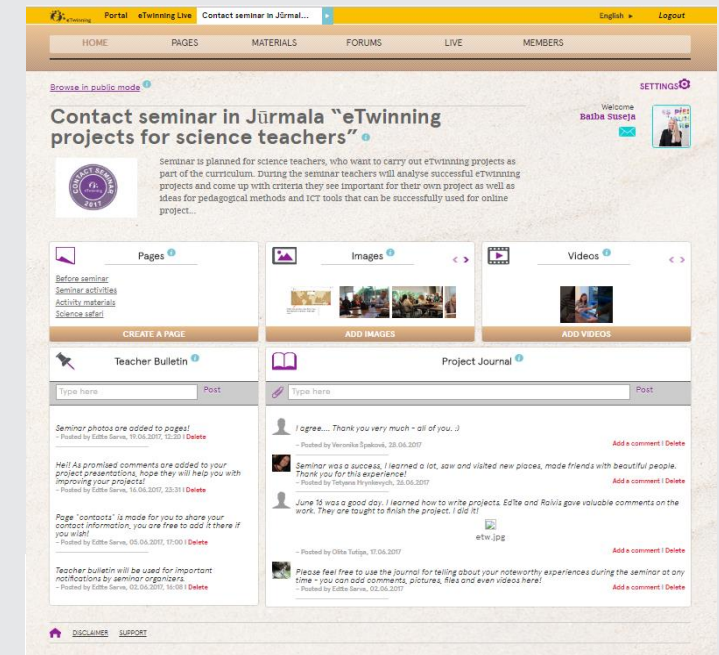 eTwinning Portal eTwinning Live Contact seminar in Jūrmal... English Logout
HOME PAGES MATERIALS FORUMS LIVE MEMBERS
Browse in public mode
SETTINGS
Contact seminar in Jūrmala “eTwinning
projects for science teachers”
Welcome
Baiba Suseja
CONTACT SEMINAR
eTwinning
2017
Seminar is planned for science teachers, who want to carry out eTwinning projects as
part of the curriculum. During the seminar teachers will analyse successful eTwinning
projects and come up with criteria they see important for their own project as well as
ideas for pedagogical methods and ICT tools that can be successfully used for online
project...
Pages
Before seminar
Seminar activities
Activity materials
Science safari
CREATE A PAGE
Images
ADD IMAGES
Videos
ADD VIDEOS
Teacher Bulletin
Type here Post
Seminar photos are added to pages!
- Posted by Edīte Sarva, 19.06.2017, 12:20 | Delete
Hei! As promised comments are added to your
project presentations, hope they will help you with
improving your projects!
- Posted by Edīte Sarva, 16.06.2017, 23:31 | Delete
Page "contacts" is made for you to share your
contact information, you are free to add it there if
you wish!
- Posted by Edīte Sarva, 05.06.2017, 17:00 | Delete
Teacher bulletin will be used for important
notifications by seminar organizers.
- Posted by Edīte Sarva, 02.06.2017, 16:00 | Delete
Project Journal
Type here Post
I agree.... Thank you very much - all of you. :)
- Posted by Veronika Špaková, 28.06.2017 Add a comment | Delete
Seminar was a success, I learned a lot, saw and visited new places, made friends with beautiful people.
Thank you for this experience!
- Posted by Tetyana Hrynkevych, 26.06.2017 Add a comment | Delete
June 16 was a good day. I learned how to write projects. Edīte and Raivis gave valuable comments on the
work. They are taught to finish the project. I did it!
etw.jpg
- Posted by Olita Tutiņa, 17.06.2017 Add a comment | Delete
Please feel free to use the journal for telling about your noteworthy experiences during the seminar at any
time - you can add comments, pictures, files and even videos here!
- Posted by Edīte Sarva, 02.06.2017 Add a comment | Delete
DISCLAIMER SUPPORT